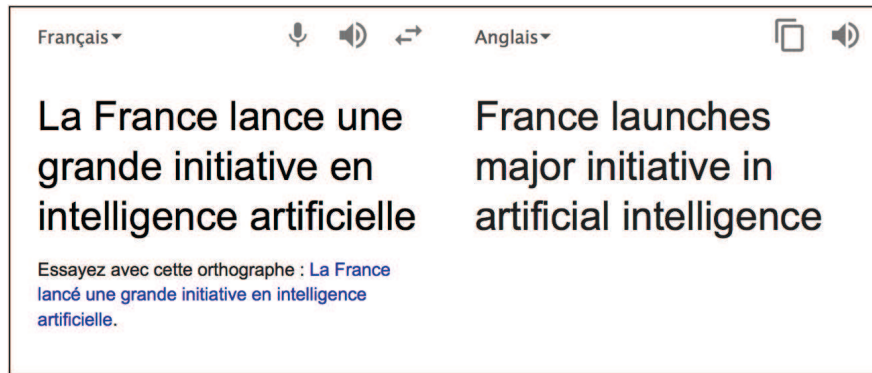 Français
Anglais
La France lance une
grande initiative en
intelligence artificielle
Essayez avec cette orthographe : La France
lancé une grande initiative en intelligence
artificielle.
France launches
major initiative in
artificial intelligence